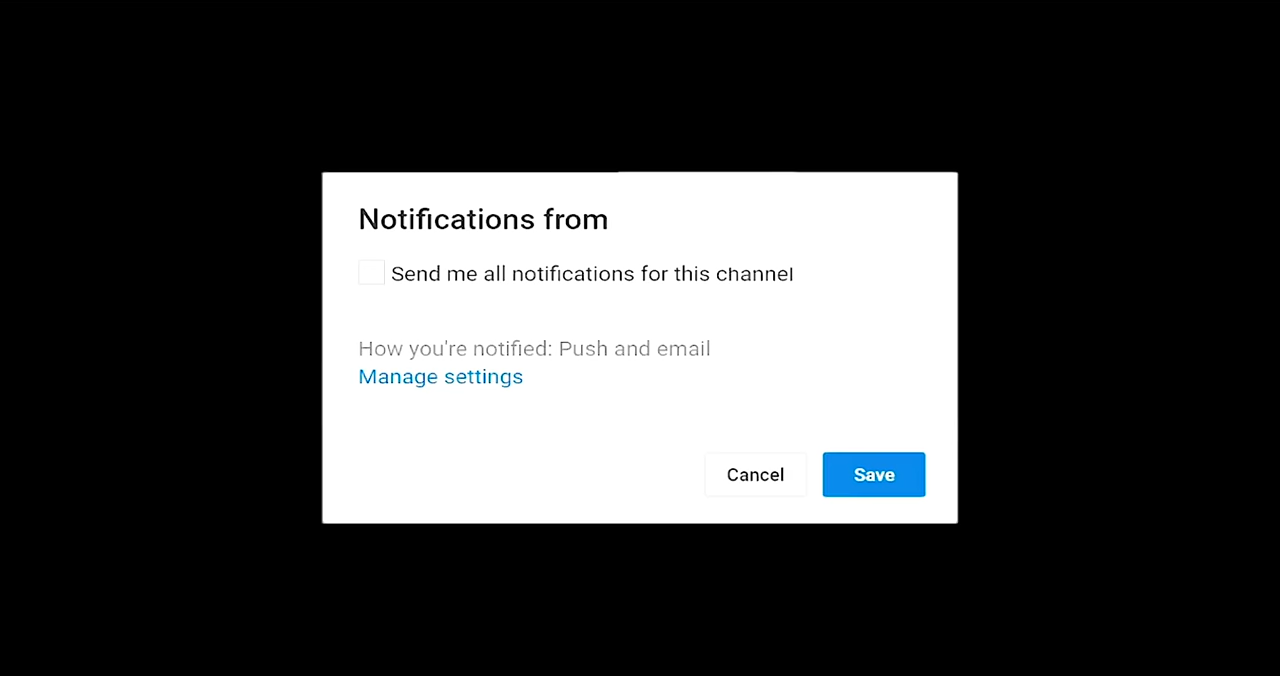 Notifications from
Send me all notifications for this channel
How you're notified: Push and email
Manage settings
Cancel
Save